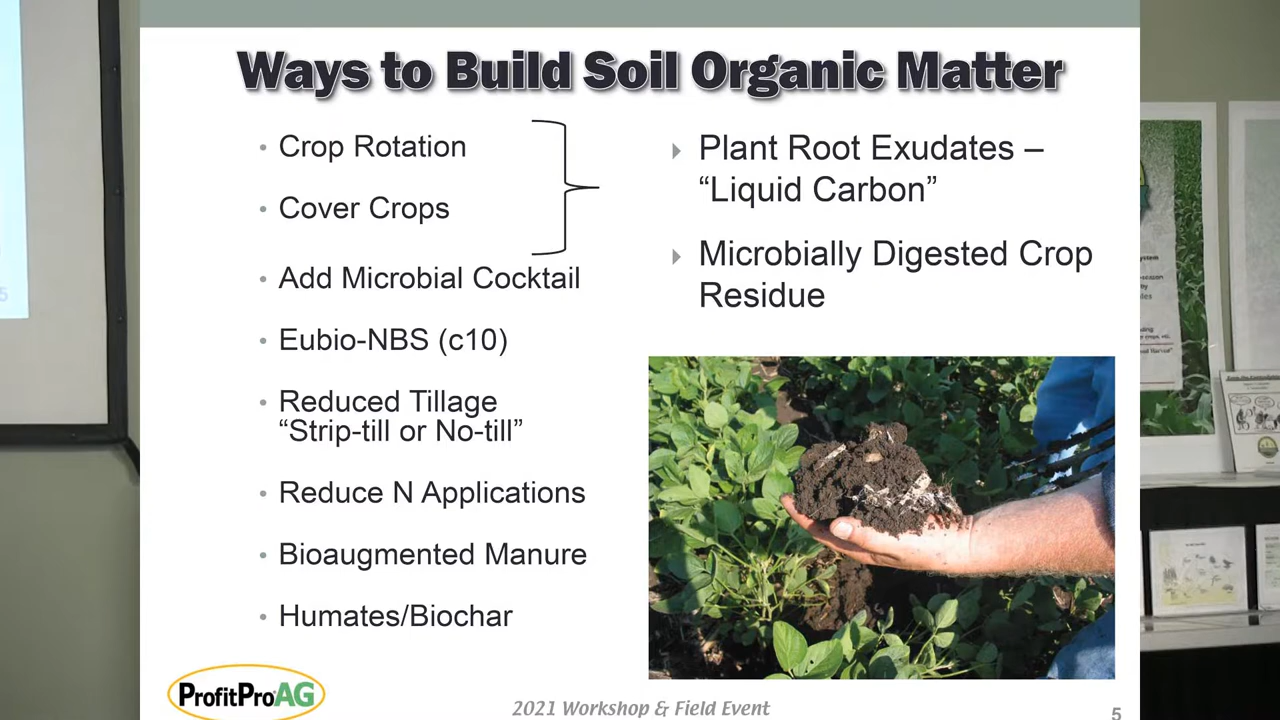 Ways to Build Soil Organic Matter
• Crop Rotation
• Cover Crops
• Add Microbial Cocktail
• Eubio-NBS (c10)
• Reduced Tillage
“Strip-till or No-till”
• Reduce N Applications
• Bioaugmented Manure
• Humates/Biochar
Plant Root Exudates –
“Liquid Carbon”
Microbially Digested Crop
Residue
ProfitProAG
2021 Workshop & Field Event
5
5